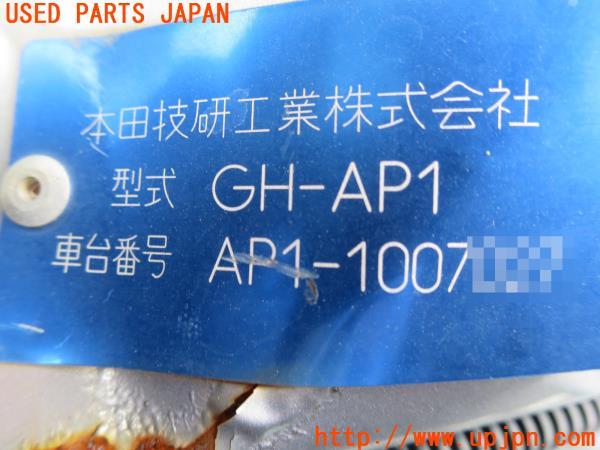 USED PARTS JAPAN
本田技研工業株式会社
型式 GH-AP1
車台番号 AP1-1007
http://www.upjpn.com/